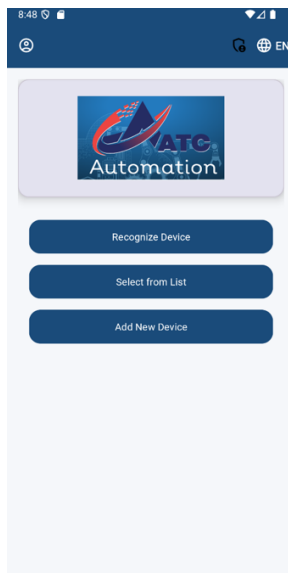 8:48
EN
ATC
Automation
Recognize Device
Select from List
Add New Device